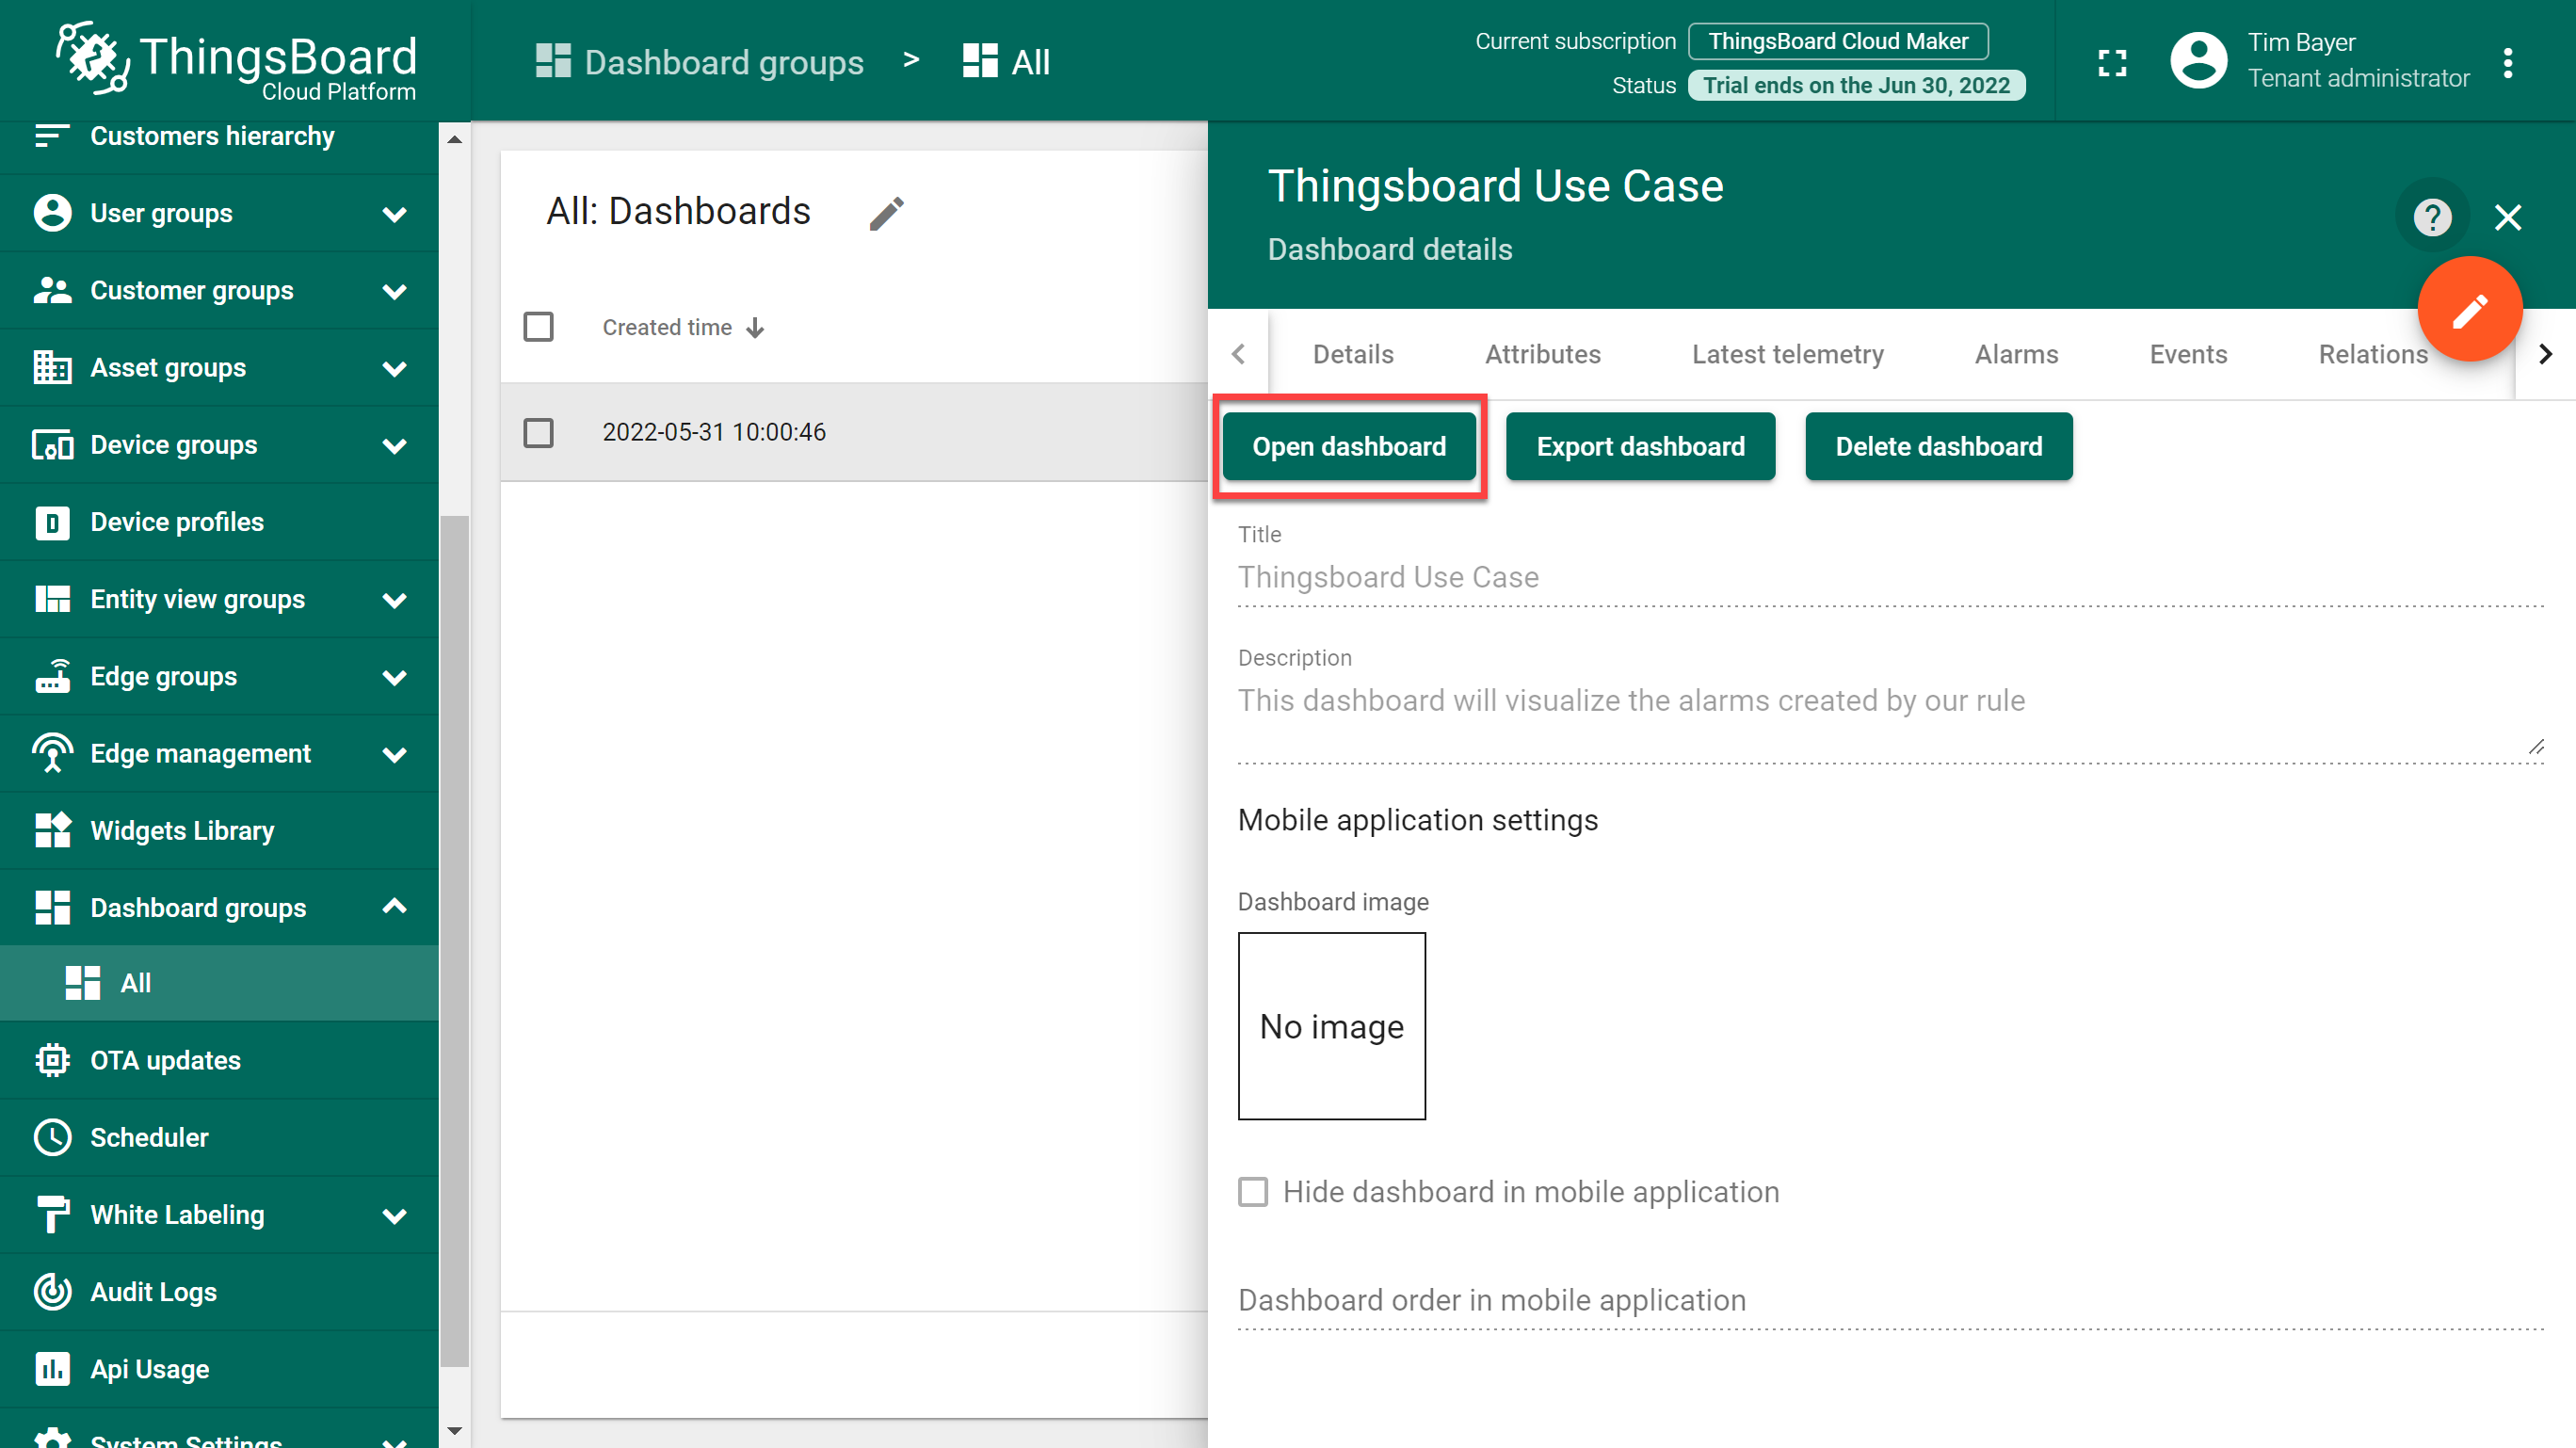 ThingsBoard
Cloud Platform
Dashboard groups > All
Current subscription ThingsBoard Cloud Maker
Status Trial ends on the Jun 30, 2022
Tim Bayer
Tenant administrator
Customers hierarchy
User groups
Customer groups
Asset groups
Device groups
Device profiles
Entity view groups
Edge groups
Edge management
Widgets Library
Dashboard groups
All
OTA updates
Scheduler
White Labeling
Audit Logs
Api Usage
System Settings
All: Dashboards
Created time
2022-05-31 10:00:46
Thingsboard Use Case
Dashboard details
Details Attributes Latest telemetry Alarms Events Relations
Open dashboard Export dashboard Delete dashboard
Title
Thingsboard Use Case
Description
This dashboard will visualize the alarms created by our rule
Mobile application settings
Dashboard image
No image
Hide dashboard in mobile application
Dashboard order in mobile application